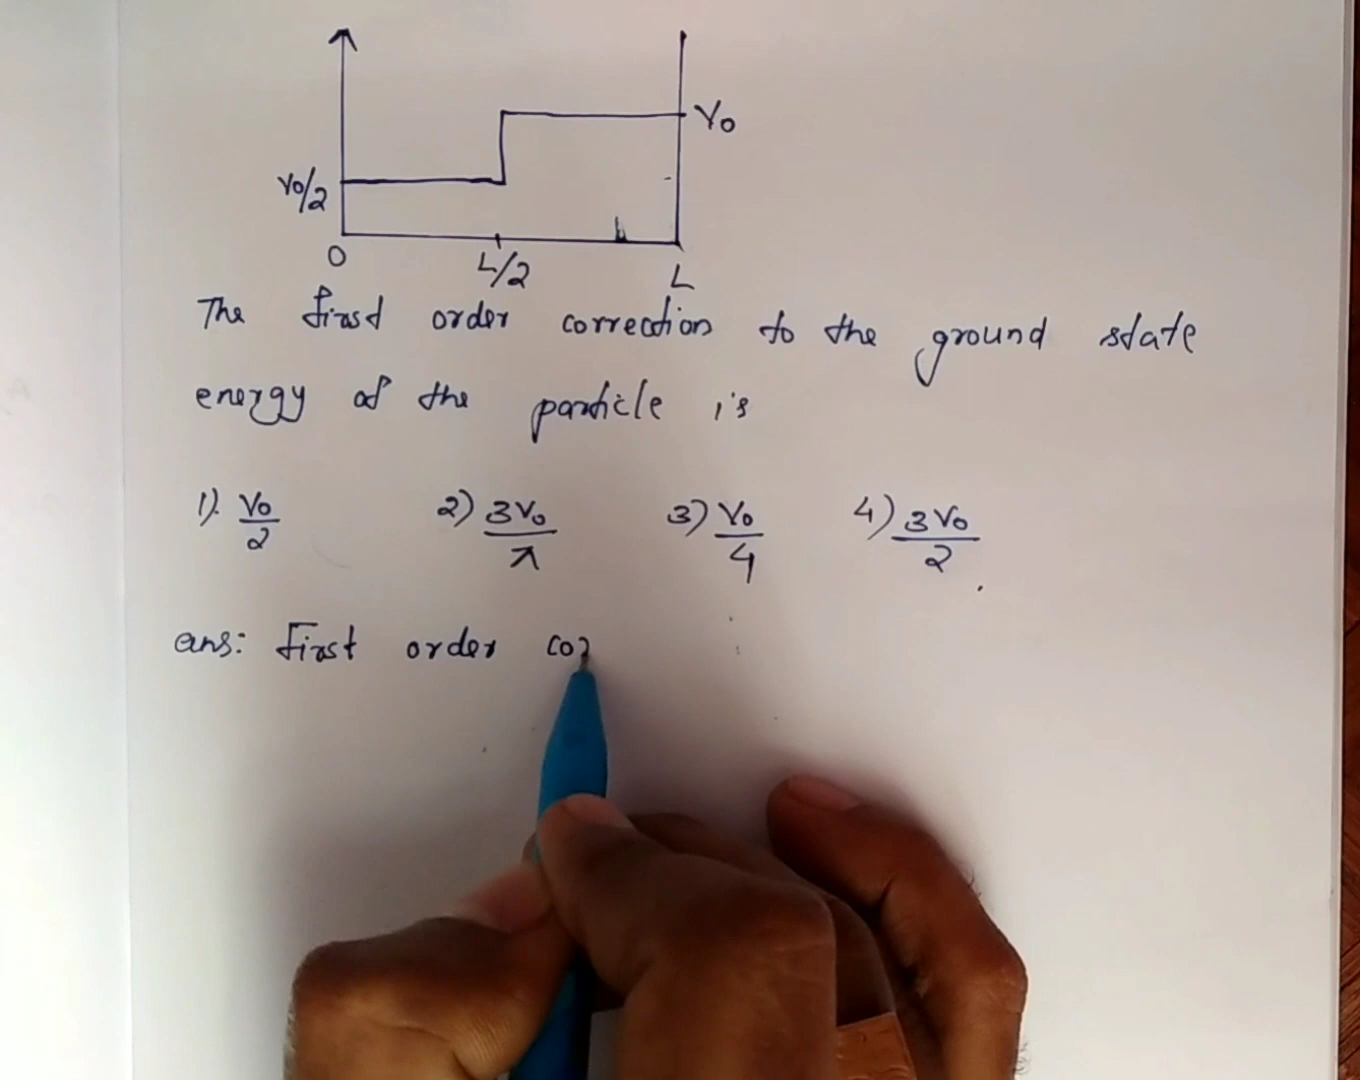 V0
V0/2
0 L/2 L
The first order correction to the ground state
energy of the particle is
1). V0/2 2) 3V0/π 3) V0/4 4) 3V0/2.
ans: First order cor